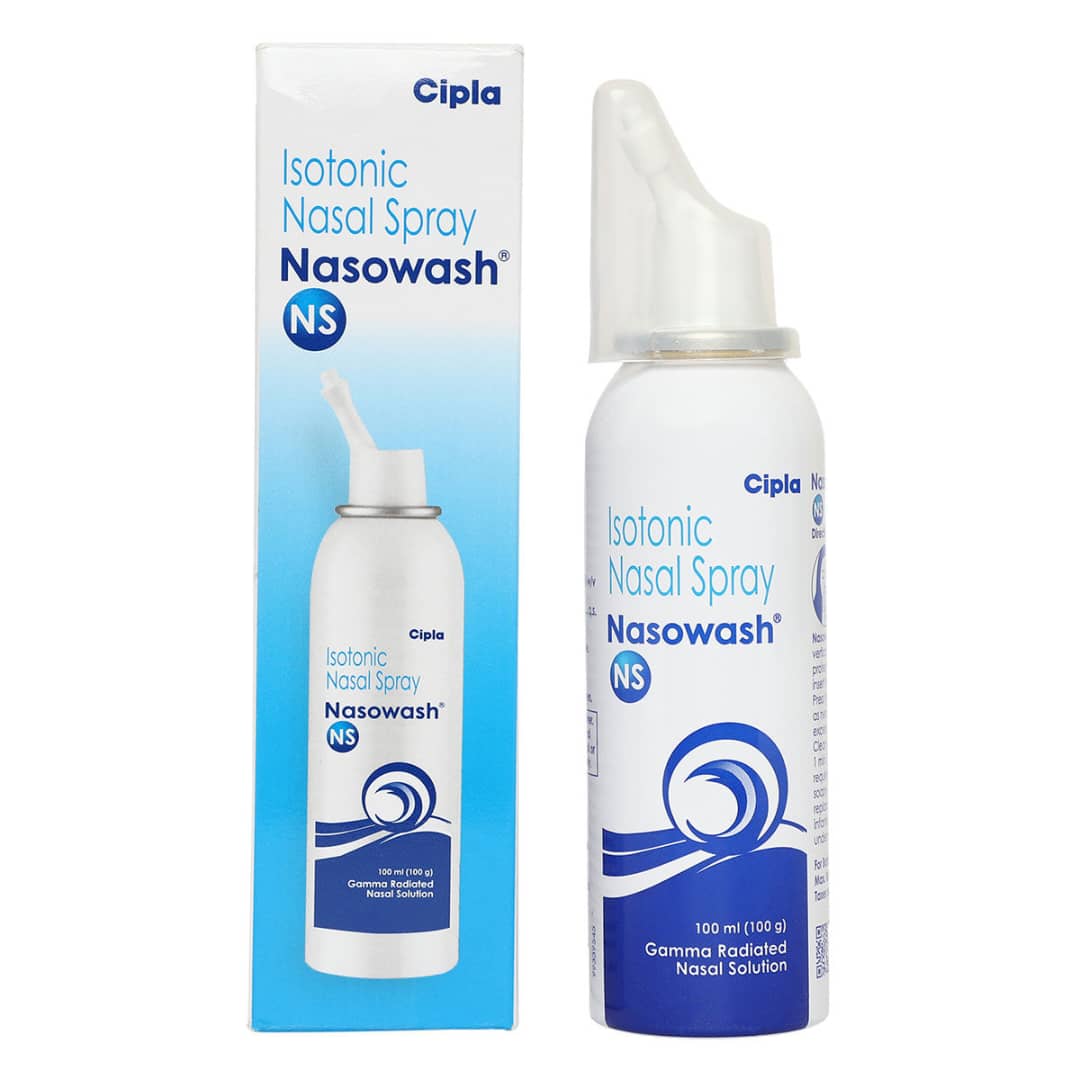 Cipla
Isotonic
Nasal Spray
Nasowash®
NS
Cipla
Isotonic
Nasal Spray
Nasowash®
NS
100 ml (100 g)
Gamma Radiated
Nasal Solution
Cipla
Isotonic
Nasal Spray
Nasowash®
NS
100 ml (100 g)
Gamma Radiated
Nasal Solution
NS